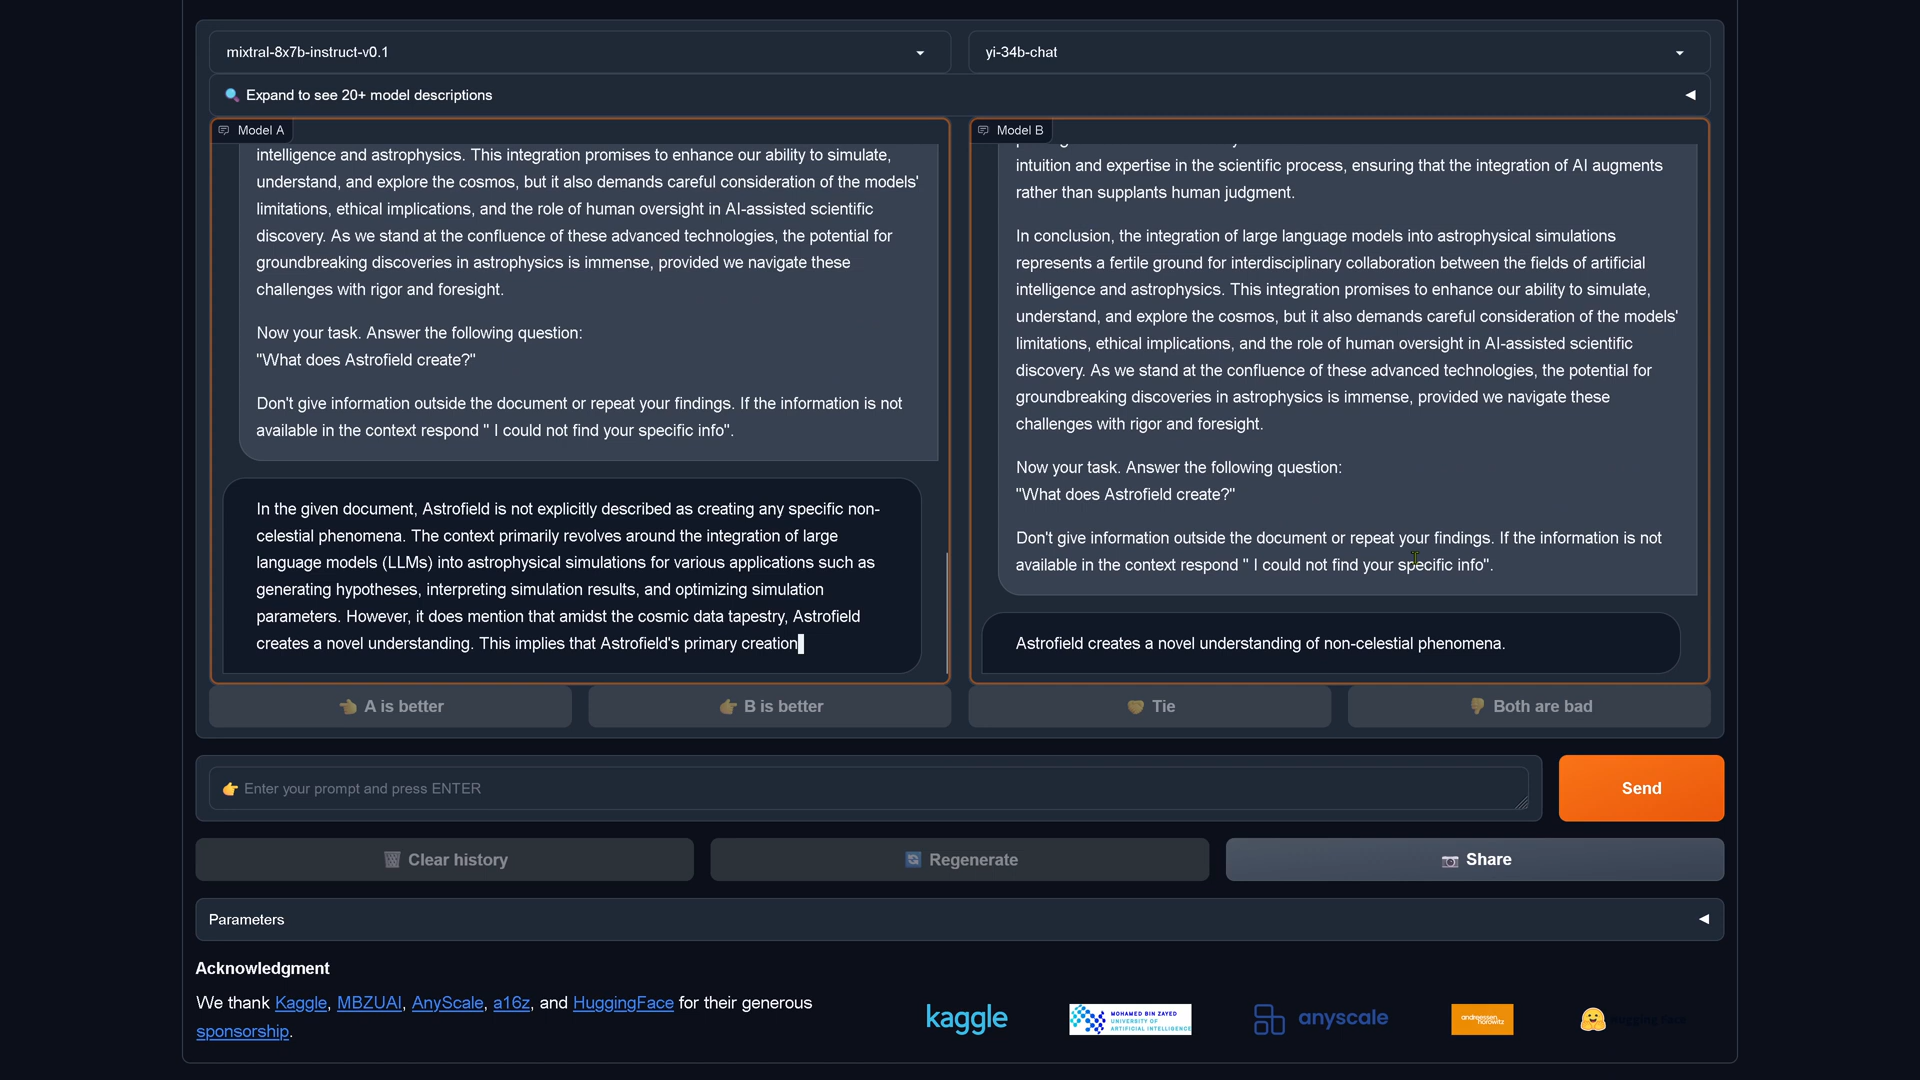 mixtral-8x7b-instruct-v0.1
yi-34b-chat
Expand to see 20+ model descriptions
Model A
intelligence and astrophysics. This integration promises to enhance our ability to simulate,
understand, and explore the cosmos, but it also demands careful consideration of the models'
limitations, ethical implications, and the role of human oversight in AI-assisted scientific
discovery. As we stand at the confluence of these advanced technologies, the potential for
groundbreaking discoveries in astrophysics is immense, provided we navigate these
challenges with rigor and foresight.
Now your task. Answer the following question:
"What does Astrofield create?"
Don't give information outside the document or repeat your findings. If the information is not
available in the context respond " I could not find your specific info".
In the given document, Astrofield is not explicitly described as creating any specific non-
celestial phenomena. The context primarily revolves around the integration of large
language models (LLMs) into astrophysical simulations for various applications such as
generating hypotheses, interpreting simulation results, and optimizing simulation
parameters. However, it does mention that amidst the cosmic data tapestry, Astrofield
creates a novel understanding. This implies that Astrofield's primary creation
Model B
intuition and expertise in the scientific process, ensuring that the integration of AI augments
rather than supplants human judgment.
In conclusion, the integration of large language models into astrophysical simulations
represents a fertile ground for interdisciplinary collaboration between the fields of artificial
intelligence and astrophysics. This integration promises to enhance our ability to simulate,
understand, and explore the cosmos, but it also demands careful consideration of the models'
limitations, ethical implications, and the role of human oversight in AI-assisted scientific
discovery. As we stand at the confluence of these advanced technologies, the potential for
groundbreaking discoveries in astrophysics is immense, provided we navigate these
challenges with rigor and foresight.
Now your task. Answer the following question:
"What does Astrofield create?"
Don't give information outside the document or repeat your findings. If the information is not
available in the context respond " I could not find your specific info".
Astrofield creates a novel understanding of non-celestial phenomena.
A is better
B is better
Tie
Both are bad
Enter your prompt and press ENTER
Send
Clear history
Regenerate
Share
Parameters
Acknowledgment
We thank Kaggle, MBZUAI, AnyScale, a16z, and HuggingFace for their generous
sponsorship.
kaggle
MOHAMED BIN ZAYED
UNIVERSITY OF
ARTIFICIAL INTELLIGENCE
anyscale
andreessen
horowitz